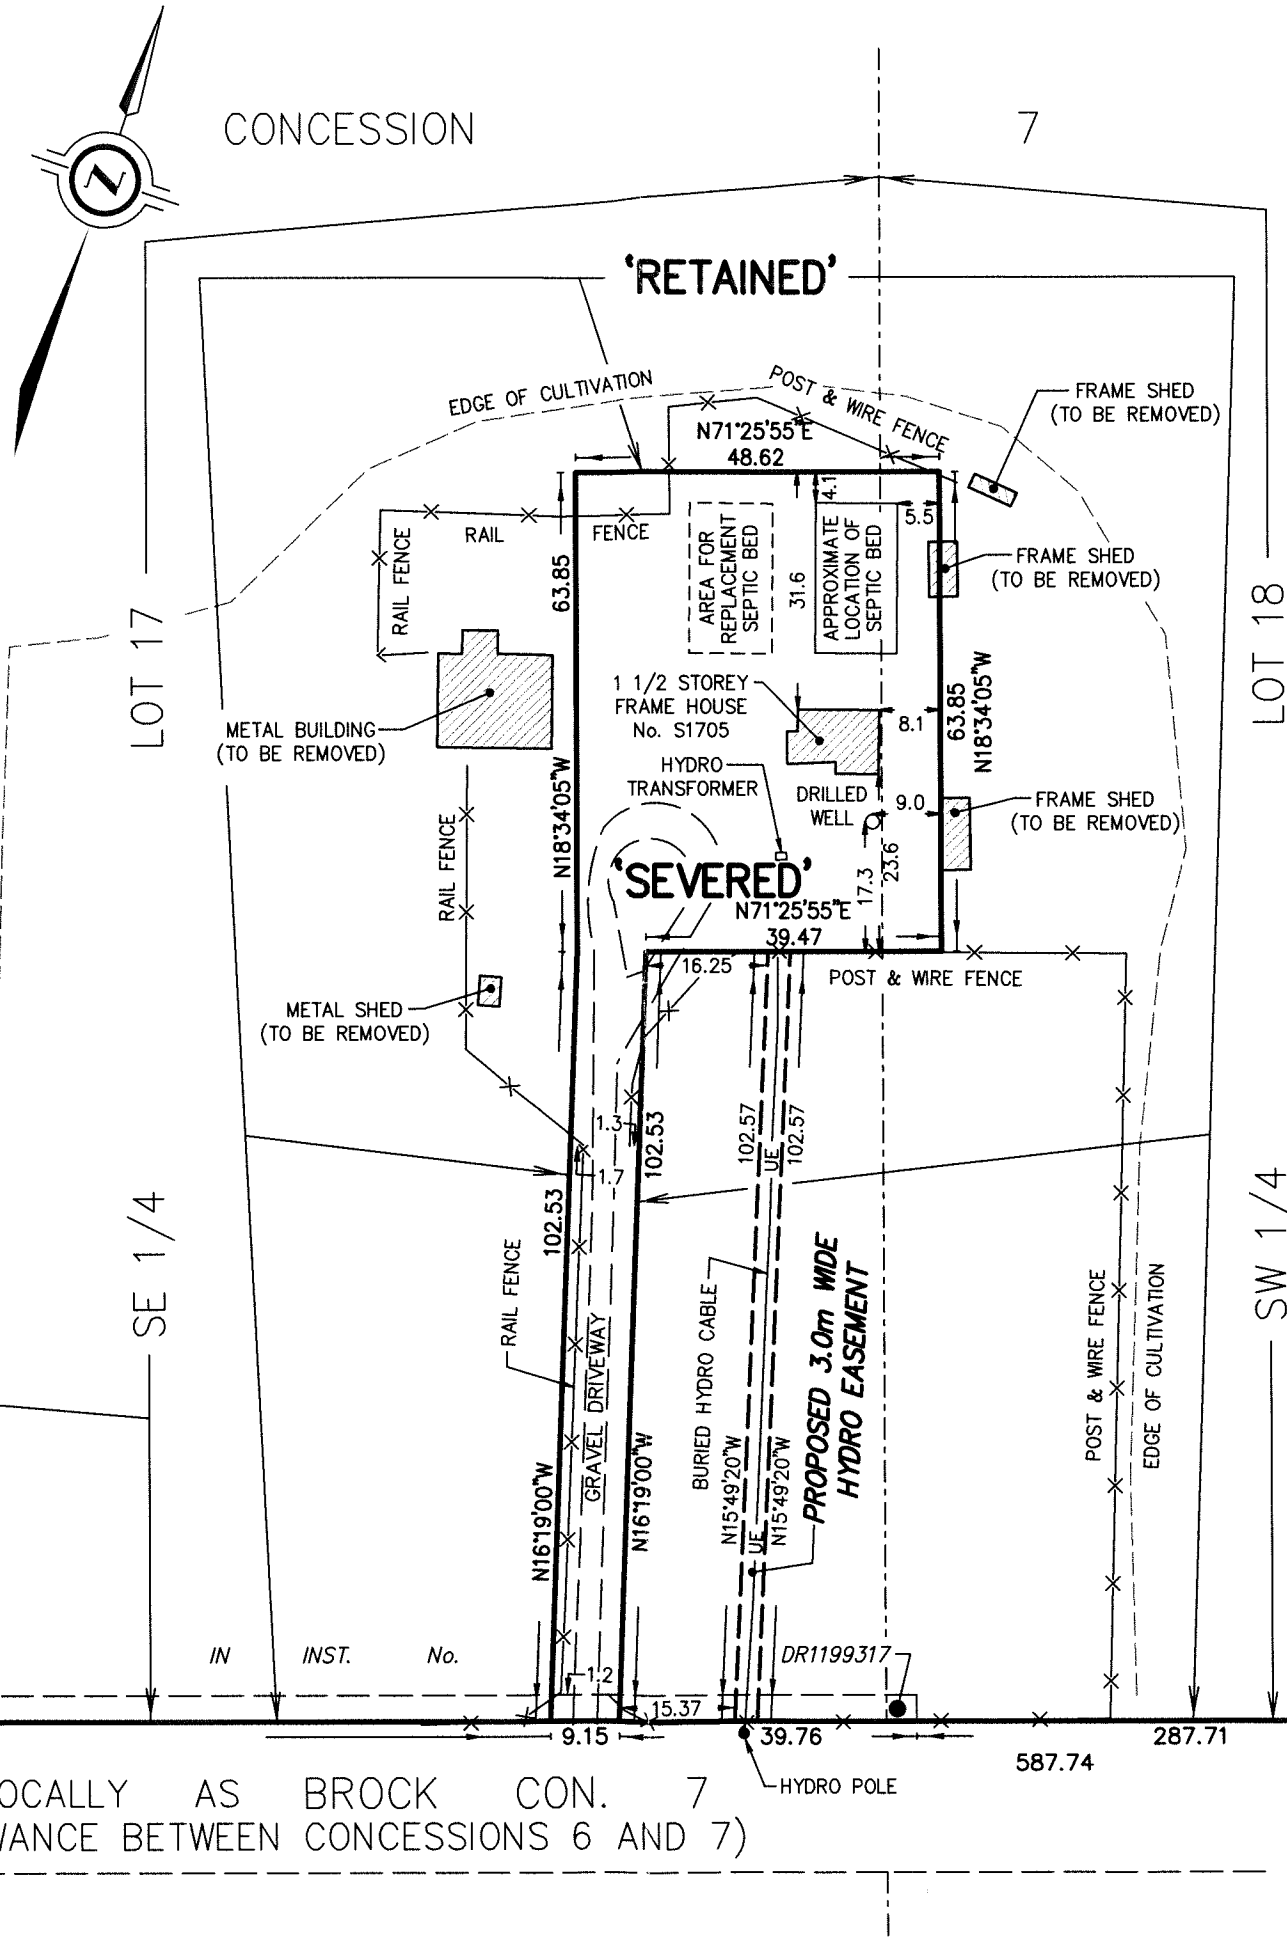 CONCESSION 7
N
'RETAINED'
EDGE OF CULTIVATION
POST & WIRE FENCE
FRAME SHED
(TO BE REMOVED)
N71°25'55"E
48.62
RAIL FENCE
RAIL FENCE
63.85
4.1
5.5
AREA FOR
REPLACEMENT
SEPTIC BED
31.6
APPROXIMATE
LOCATION OF
SEPTIC BED
FRAME SHED
(TO BE REMOVED)
LOT 17
LOT 18
1 1/2 STOREY
FRAME HOUSE
No. S1705
8.1
63.85
N18°34'05"W
METAL BUILDING
(TO BE REMOVED)
N18°34'05"W
HYDRO
TRANSFORMER
DRILLED
WELL
9.0
FRAME SHED
(TO BE REMOVED)
RAIL FENCE
'SEVERED'
17.3
23.6
N71°25'55"E
39.47
16.25
POST & WIRE FENCE
METAL SHED
(TO BE REMOVED)
1.3
102.53
102.57
UE
102.57
1.7
102.53
SE 1/4
SW 1/4
RAIL FENCE
GRAVEL DRIVEWAY
BURIED HYDRO CABLE
PROPOSED 3.0m WIDE
HYDRO EASEMENT
POST & WIRE FENCE
EDGE OF CULTIVATION
N16°19'00"W
N16°19'00"W
N15°49'20"W
UE
N15°49'20"W
IN INST. No. DR1199317
1.2
15.37
9.15
39.76
287.71
587.74
HYDRO POLE
OCALLY AS BROCK CON. 7
WANCE BETWEEN CONCESSIONS 6 AND 7)